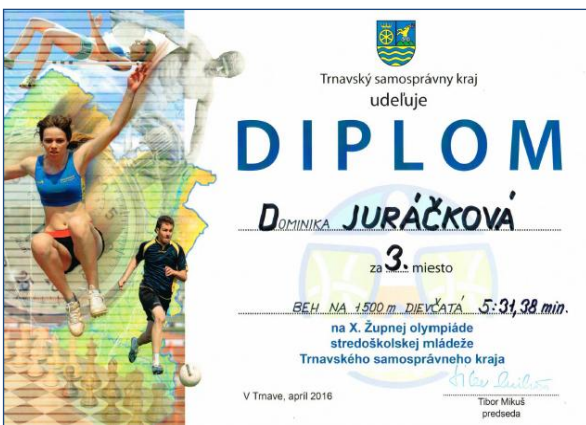 Trnavský samosprávny kraj
udeľuje
DIPLOM
DOMINIKA JURÁČKOVÁ
za 3. miesto
BEH NA 1500 m DIEVČATÁ 5:31,38 min.
na X. Župnej olympiáde
stredoškolskej mládeže
Trnavského samosprávneho kraja
V Trnave, apríl 2016
Tibor Mikuš
predseda